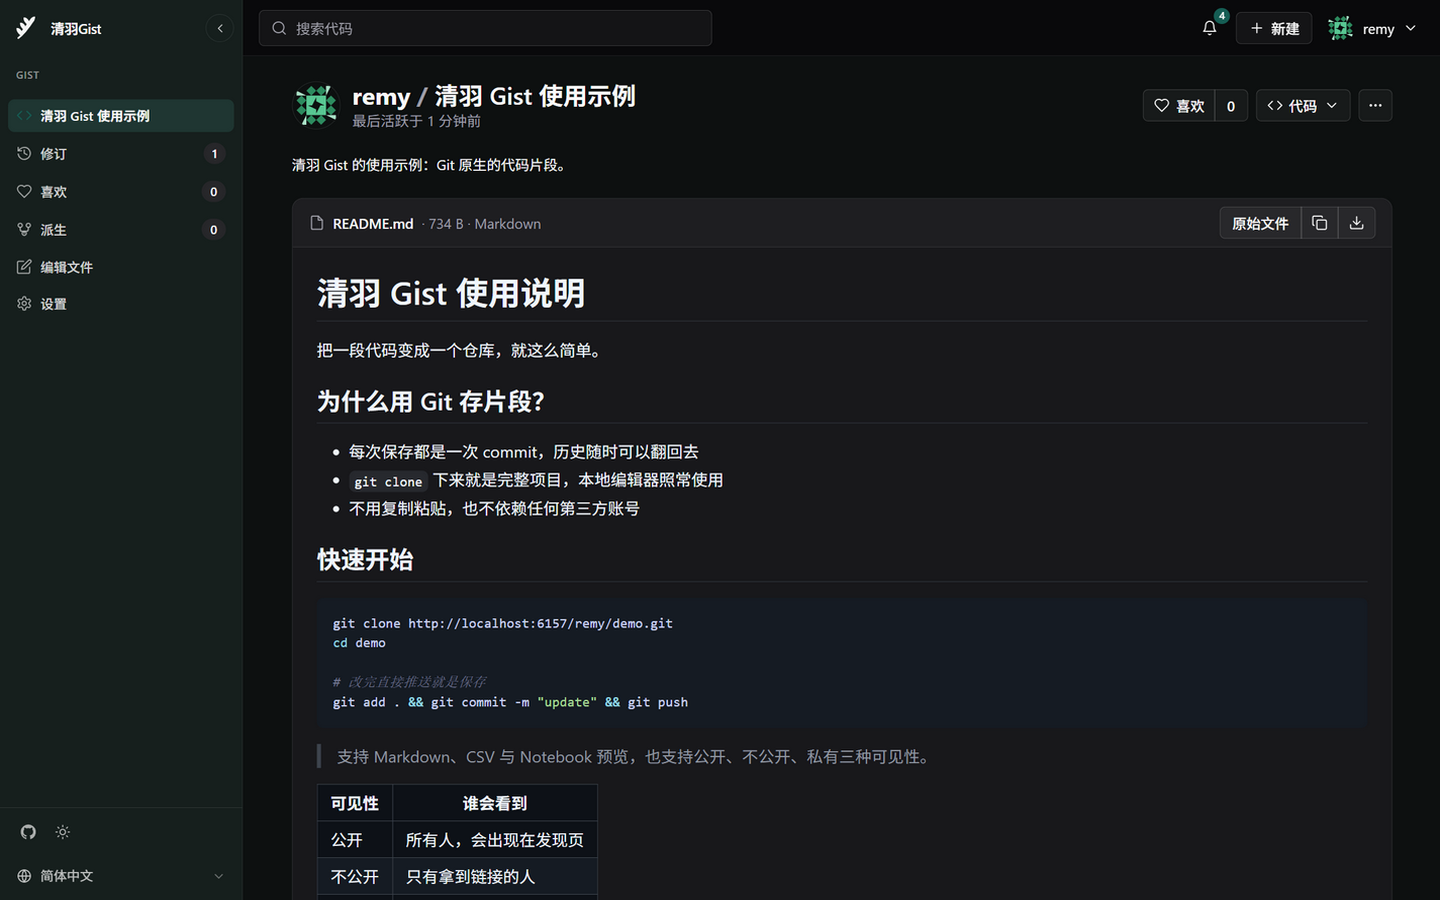 清羽Gist
搜索代码
4
新建
remy
GIST
清羽 Gist 使用示例
修订 1
喜欢 0
派生 0
编辑文件
设置
简体中文
remy / 清羽 Gist 使用示例
最后活跃于 1 分钟前
喜欢 0
代码
清羽 Gist 的使用示例：Git 原生的代码片段。
README.md · 734 B · Markdown
原始文件
清羽 Gist 使用说明
把一段代码变成一个仓库，就这么简单。
为什么用 Git 存片段？
每次保存都是一次 commit，历史随时可以翻回去
git clone 下来就是完整项目，本地编辑器照常使用
不用复制粘贴，也不依赖任何第三方账号
快速开始
git clone http://localhost:6157/remy/demo.git
cd demo
# 改完直接推送就是保存
git add . && git commit -m "update" && git push
支持 Markdown、CSV 与 Notebook 预览，也支持公开、不公开、私有三种可见性。
可见性 谁会看到
公开 所有人，会出现在发现页
不公开 只有拿到链接的人